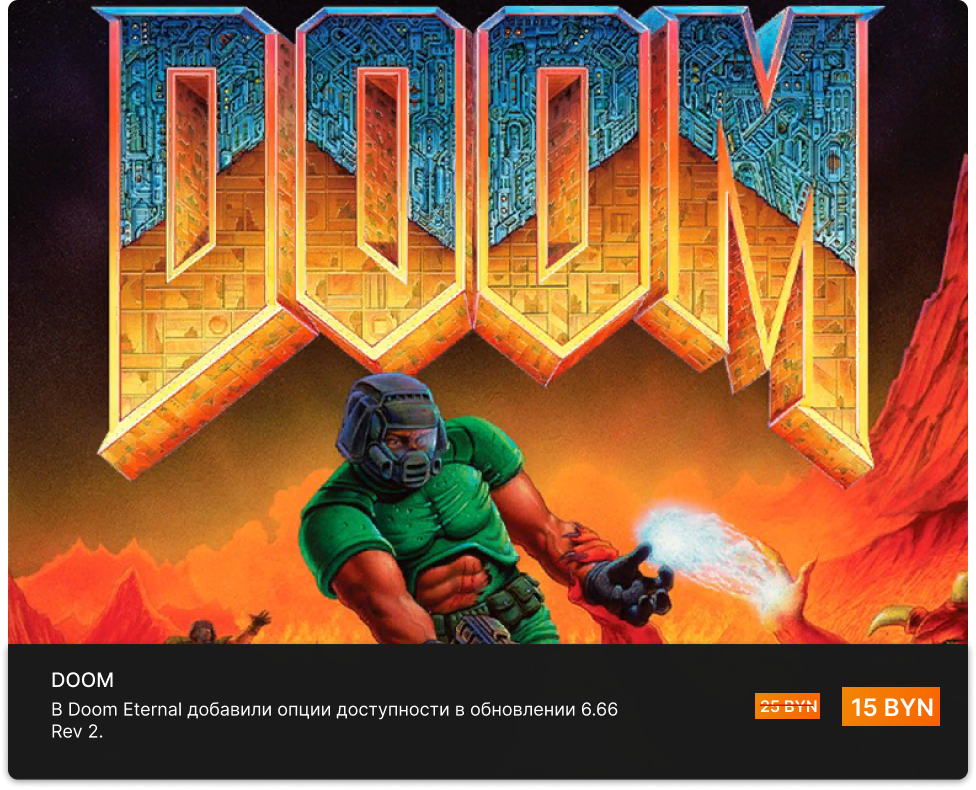 DOOM
DOOM
В Doom Eternal добавили опции доступности в обновлении 6.66
Rev 2.
25 BYN
15 BYN